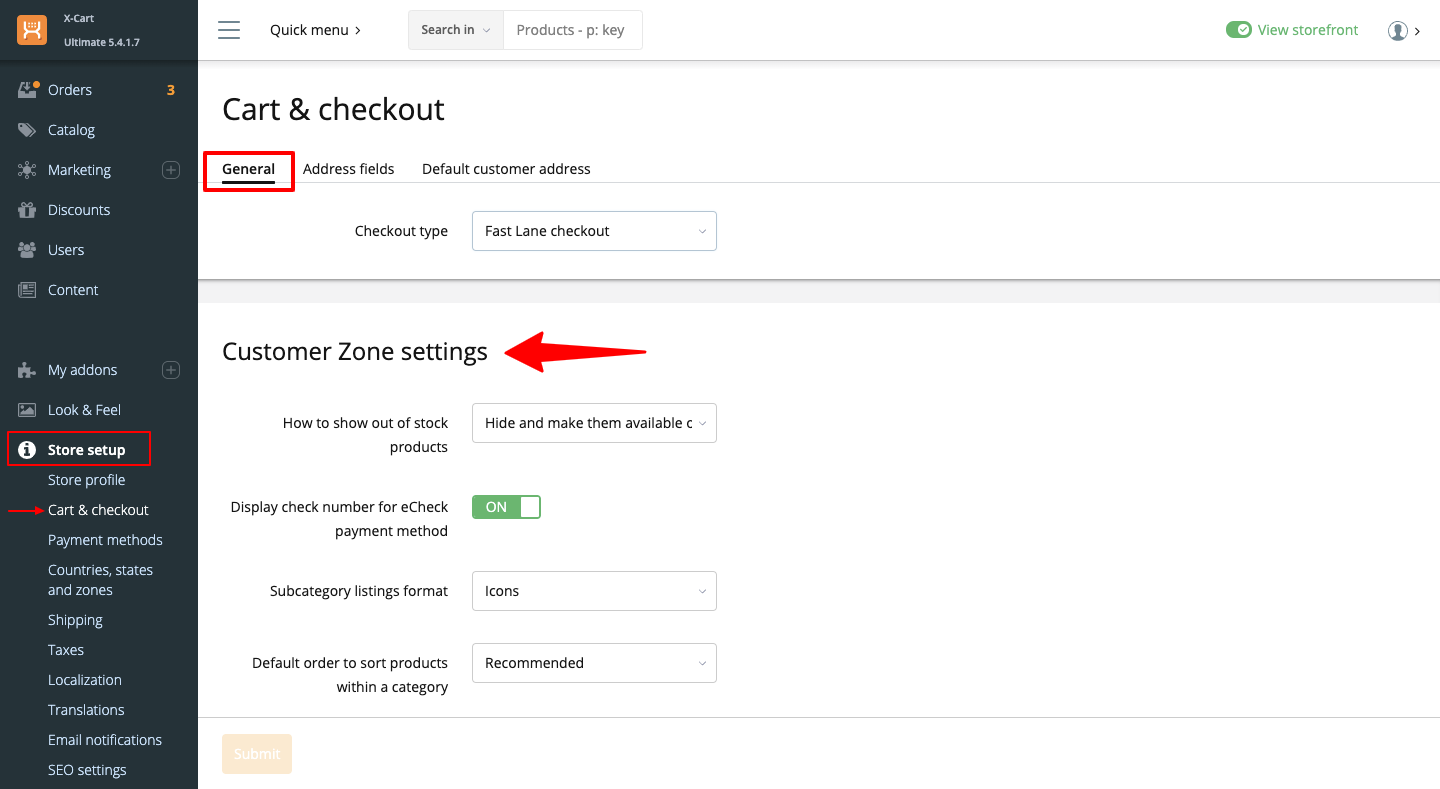 X-Cart
Ultimate 5.4.1.7
Quick menu
Search in
Products - p: key
View storefront
Orders
3
Catalog
Marketing
Discounts
Users
Content
My addons
Look & Feel
Store setup
Store profile
Cart & checkout
Payment methods
Countries, states
and zones
Shipping
Taxes
Localization
Translations
Email notifications
SEO settings
Cart & checkout
General
Address fields
Default customer address
Checkout type
Fast Lane checkout
Customer Zone settings
How to show out of stock
products
Hide and make them available c
Display check number for eCheck
payment method
ON
Subcategory listings format
Icons
Default order to sort products
within a category
Recommended
Submit